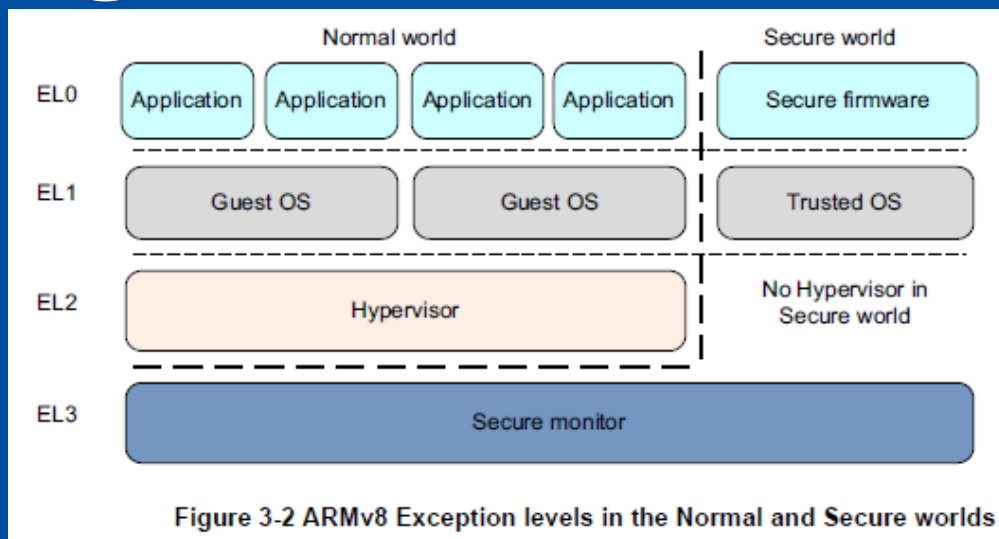 Normal world Secure world
EL0 Application Application Application Application Secure firmware
EL1 Guest OS Guest OS Trusted OS
EL2 Hypervisor No Hypervisor in
Secure world
EL3 Secure monitor
Figure 3-2 ARMv8 Exception levels in the Normal and Secure worlds